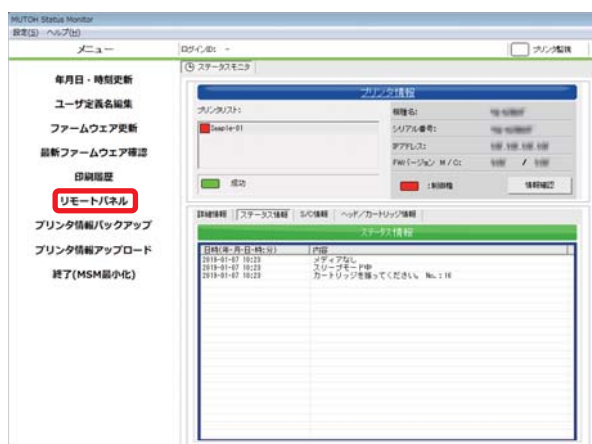 MUTOH Status Monitor
設定(S) ヘルプ(H)
メニュー
ログインID: -
プリンタ監視
ステータスモニタ
年月日・時刻更新
ユーザ定義名編集
ファームウェア更新
最新ファームウェア確認
印刷履歴
リモートパネル
プリンタ情報バックアップ
プリンタ情報アップロード
終了(MSM最小化)
プリンタ情報
プリンタリスト:
Sample-01
成功
機種名:
シリアル番号:
IPアドレス:
FWバージョン M / C:
/
:制御権
情報確認
詳細情報 ステータス情報 S/C情報 ヘッド/カートリッジ情報
ステータス情報
日時(年-月-日-時:分) 内容
2019-01-07 10:23 メディアなし
2019-01-07 10:23 スリープモード中
2019-01-07 10:23 カートリッジを振ってください。 No.:16